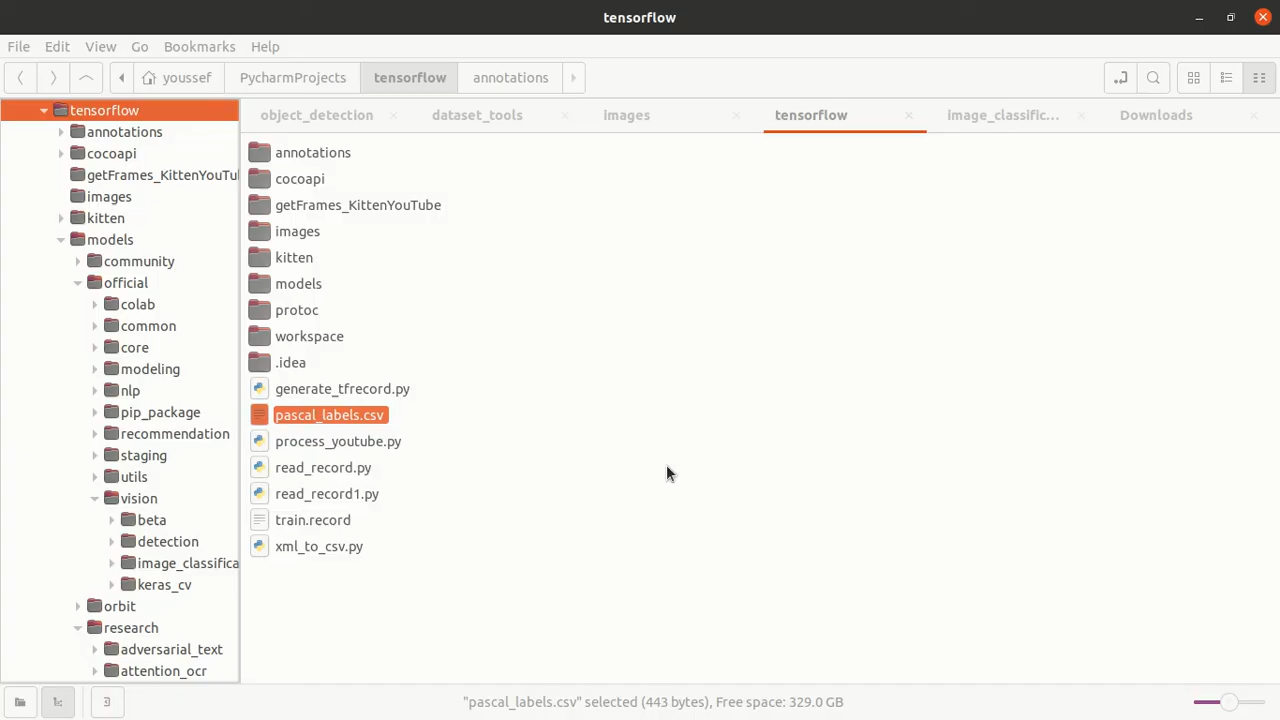 tensorflow
File Edit View Go Bookmarks Help
youssef PycharmProjects tensorflow annotations
tensorflow
annotations
cocoapi
getFrames_KittenYouTu
images
kitten
models
community
official
colab
common
core
modeling
nlp
pip_package
recommendation
staging
utils
vision
beta
detection
image_classifica
keras_cv
orbit
research
adversarial_text
attention_ocr
object_detection dataset_tools images tensorflow image_classific... Downloads
annotations
cocoapi
getFrames_KittenYouTube
images
kitten
models
protoc
workspace
.idea
generate_tfrecord.py
pascal_labels.csv
process_youtube.py
read_record.py
read_record1.py
train.record
xml_to_csv.py
"pascal_labels.csv" selected (443 bytes), Free space: 329.0 GB